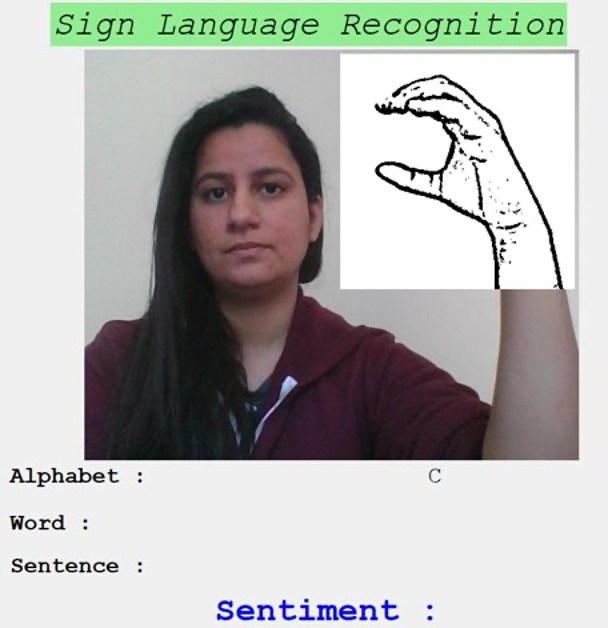 Sign Language Recognition
Alphabet : C
Word :
Sentence :
Sentiment :